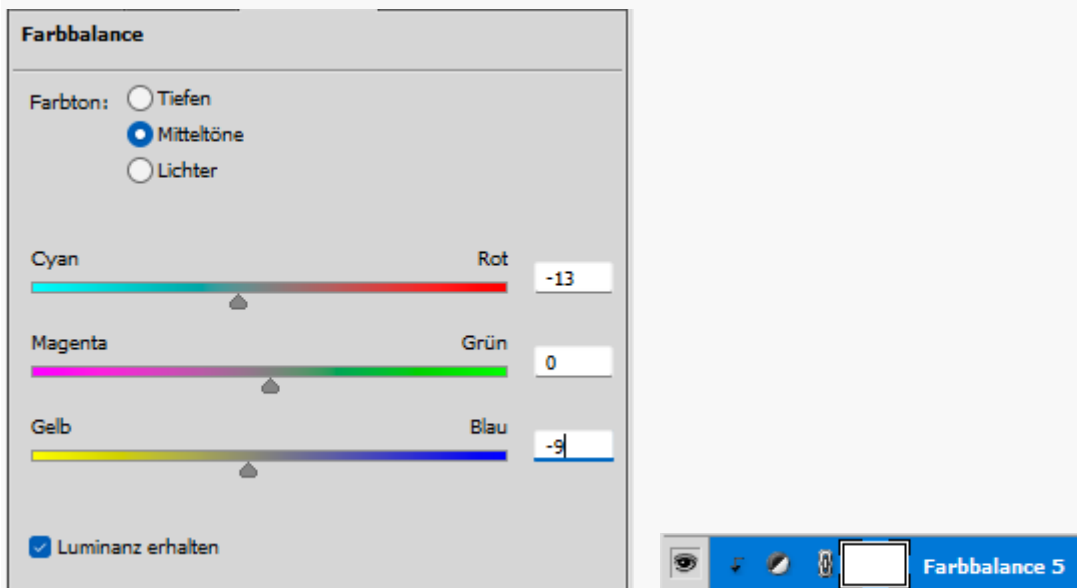 Farbbalance
Farbton: Tiefen
Mitteltöne
Lichter
Cyan Rot -13
Magenta Grün 0
Gelb Blau -9
Luminanz erhalten
Farbbalance 5